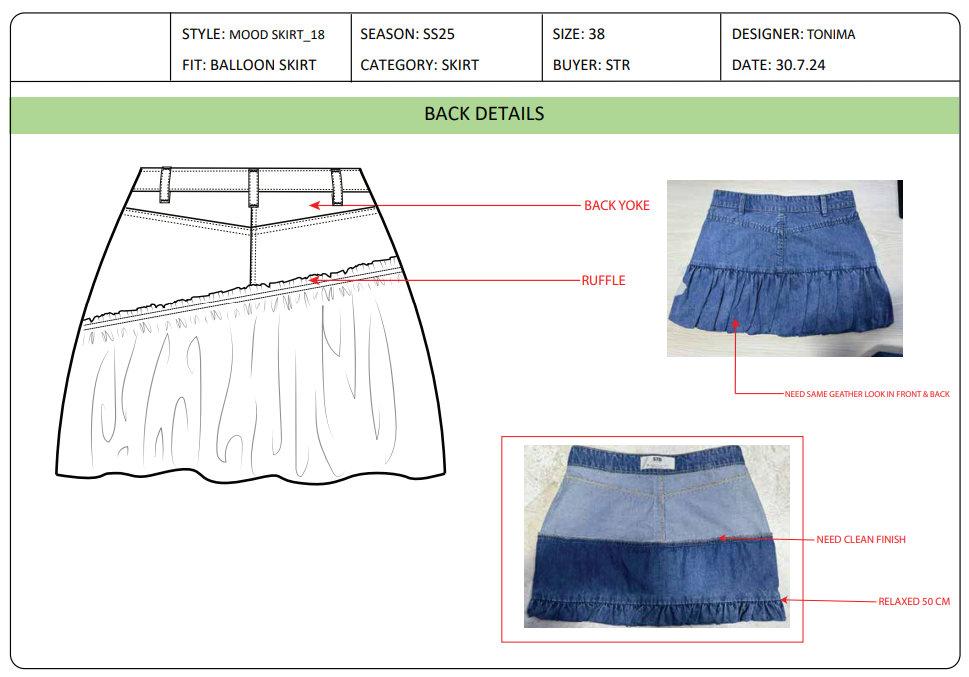 STYLE: MOOD SKIRT_18
FIT: BALLOON SKIRT
SEASON: SS25
CATEGORY: SKIRT
SIZE: 38
BUYER: STR
DESIGNER: TONIMA
DATE: 30.7.24
BACK DETAILS
BACK YOKE
RUFFLE
NEED SAME GEATHER LOOK IN FRONT & BACK
NEED CLEAN FINISH
RELAXED 50 CM